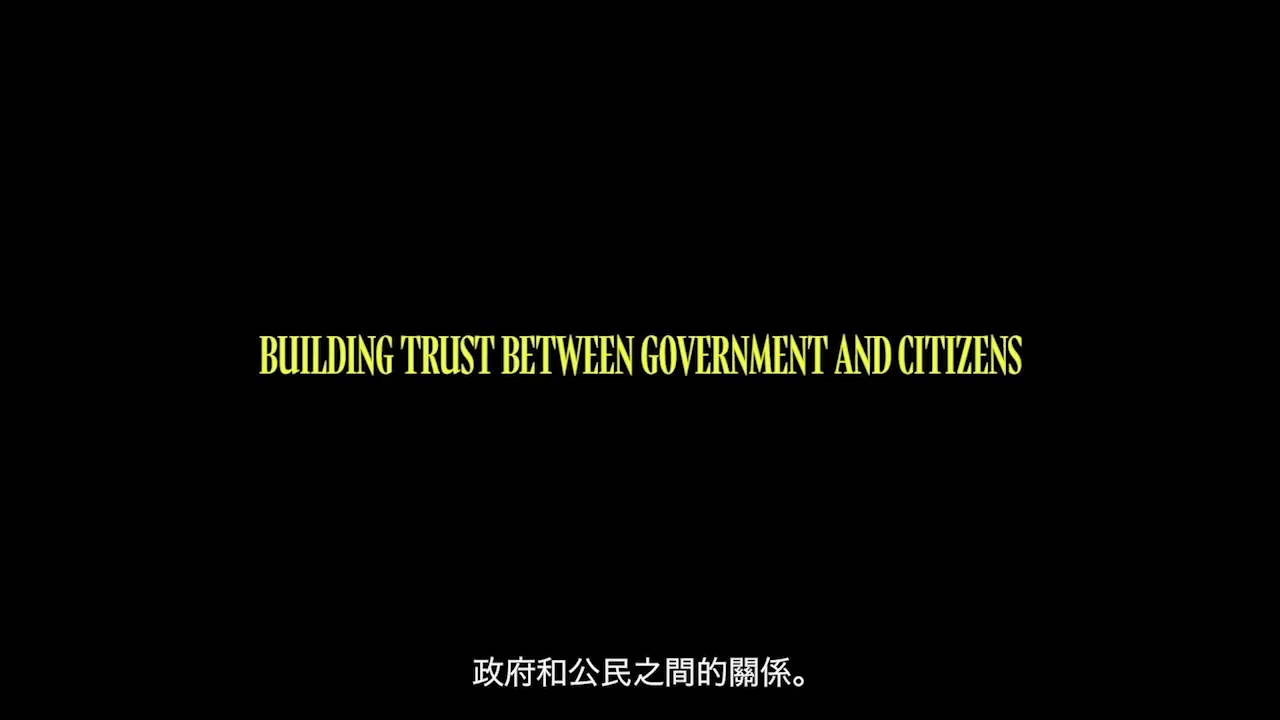 BUILDING TRUST BETWEEN GOVERNMENT AND CITIZENS
政府和公民之間的關係。